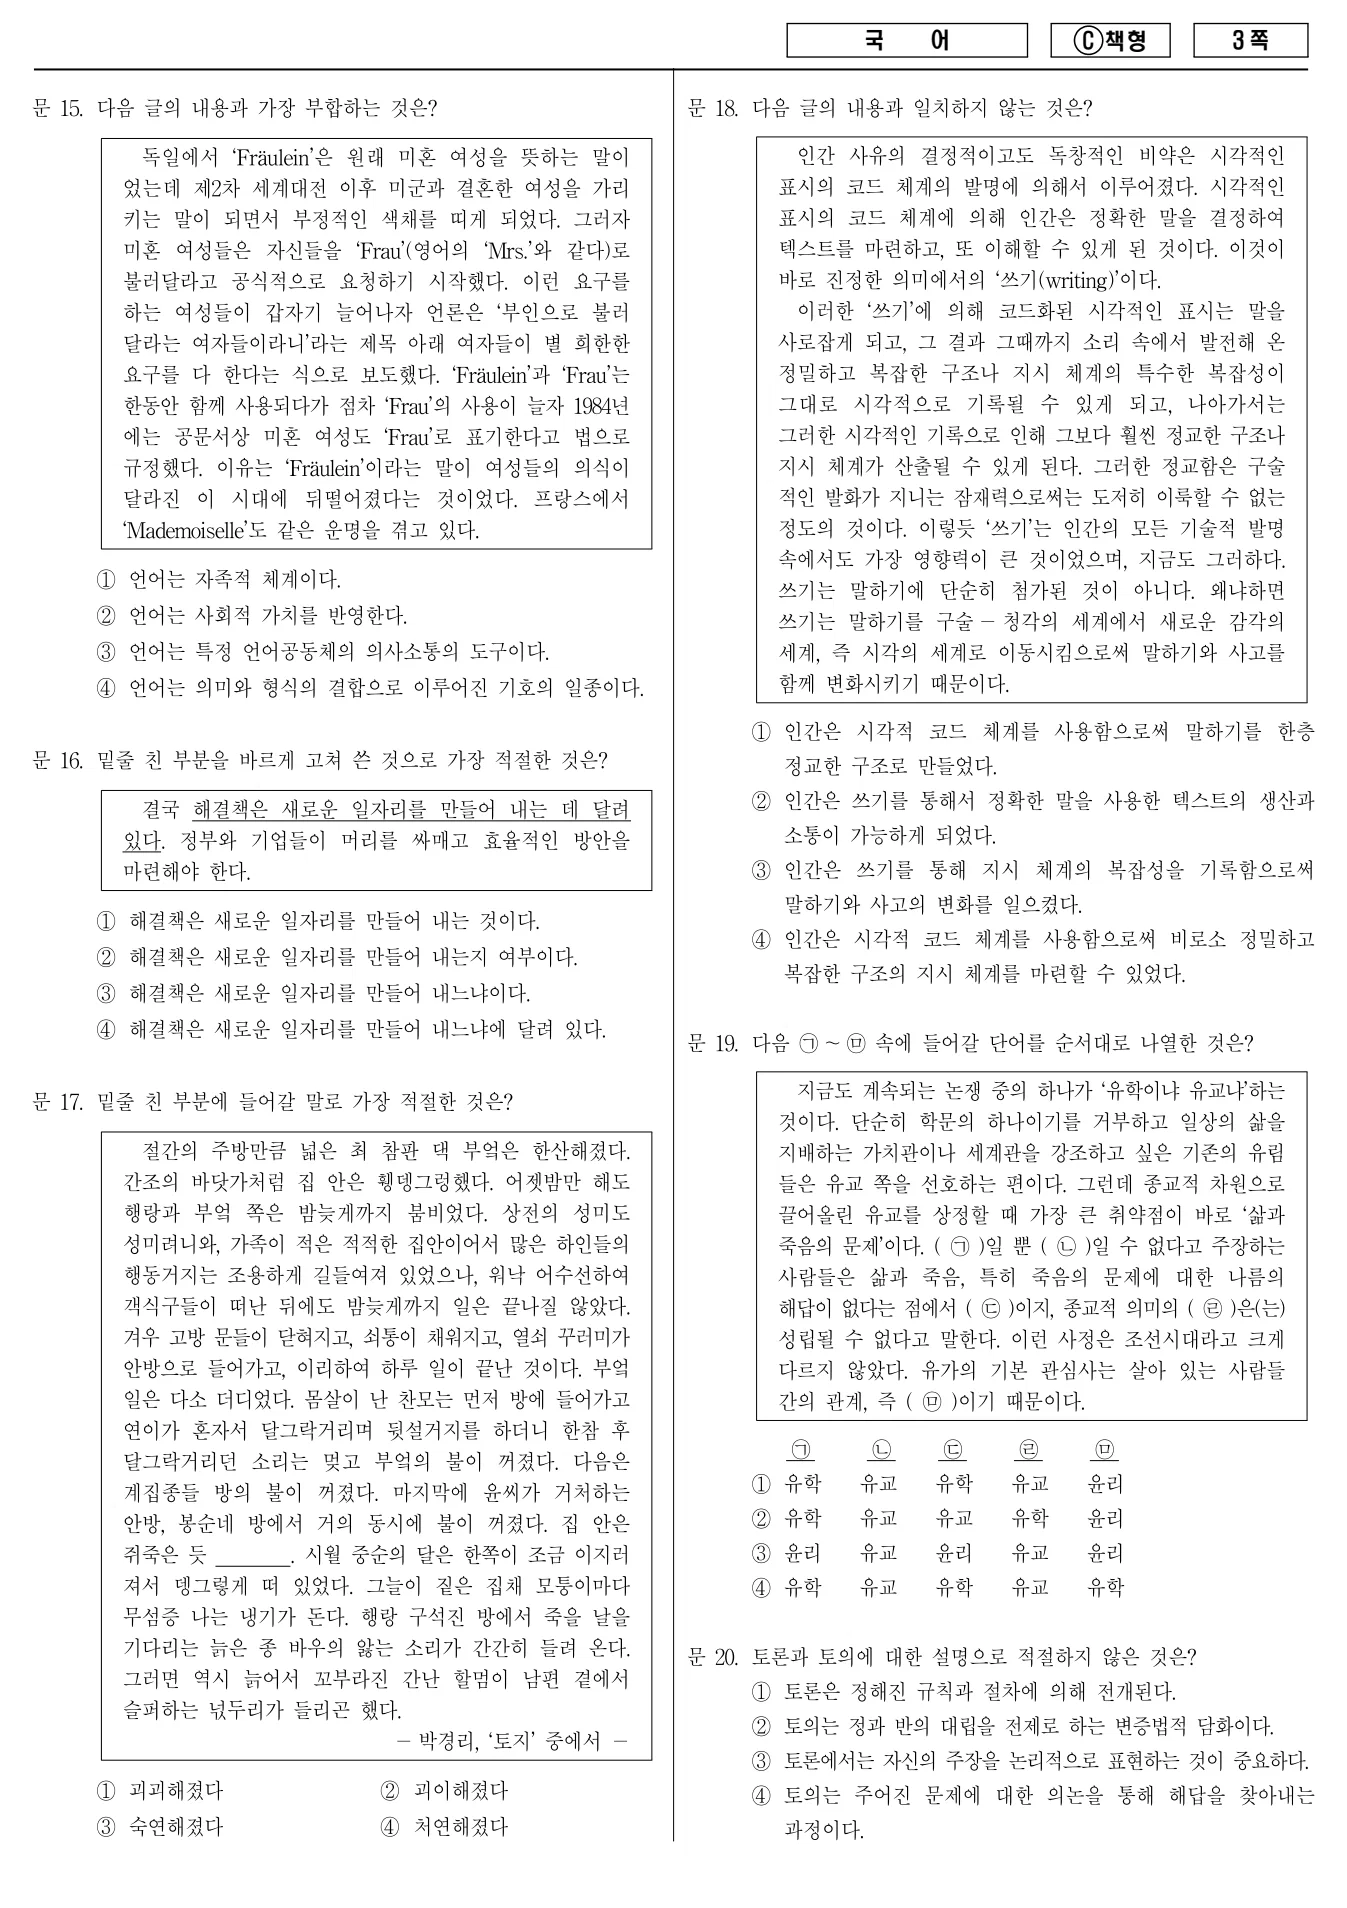 국 어
Ⓒ책형
3쪽
문 15. 다음 글의 내용과 가장 부합하는 것은?
독일에서 ‘Fräulein’은 원래 미혼 여성을 뜻하는 말이
었는데 제2차 세계대전 이후 미군과 결혼한 여성을 가리
키는 말이 되면서 부정적인 색채를 띠게 되었다. 그러자
미혼 여성들은 자신들을 ‘Frau’(영어의 ‘Mrs.’와 같다)로
불러달라고 공식적으로 요청하기 시작했다. 이런 요구를
하는 여성들이 갑자기 늘어나자 언론은 ‘부인으로 불러
달라는 여자들이라니’라는 제목 아래 여자들이 별 희한한
요구를 다 한다는 식으로 보도했다. ‘Fräulein’과 ‘Frau’는
한동안 함께 사용되다가 점차 ‘Frau’의 사용이 늘자 1984년
에는 공문서상 미혼 여성도 ‘Frau’로 표기한다고 법으로
규정했다. 이유는 ‘Fräulein’이라는 말이 여성들의 의식이
달라진 이 시대에 뒤떨어졌다는 것이었다. 프랑스에서
‘Mademoiselle’도 같은 운명을 겪고 있다.
① 언어는 자족적 체계이다.
② 언어는 사회적 가치를 반영한다.
③ 언어는 특정 언어공동체의 의사소통의 도구이다.
④ 언어는 의미와 형식의 결합으로 이루어진 기호의 일종이다.
문 16. 밑줄 친 부분을 바르게 고쳐 쓴 것으로 가장 적절한 것은?
결국 해결책은 새로운 일자리를 만들어 내는 데 달려
있다. 정부와 기업들이 머리를 싸매고 효율적인 방안을
마련해야 한다.
① 해결책은 새로운 일자리를 만들어 내는 것이다.
② 해결책은 새로운 일자리를 만들어 내는지 여부이다.
③ 해결책은 새로운 일자리를 만들어 내느냐이다.
④ 해결책은 새로운 일자리를 만들어 내느냐에 달려 있다.
문 17. 밑줄 친 부분에 들어갈 말로 가장 적절한 것은?
절간의 주방만큼 넓은 최 참판 댁 부엌은 한산해졌다.
간조의 바닷가처럼 집 안은 휑뎅그렁했다. 어젯밤만 해도
행랑과 부엌 쪽은 밤늦게까지 붐비었다. 상전의 성미도
성미려니와, 가족이 적은 적적한 집안이어서 많은 하인들의
행동거지는 조용하게 길들여져 있었으나, 워낙 어수선하여
객식구들이 떠난 뒤에도 밤늦게까지 일은 끝나질 않았다.
겨우 고방 문들이 닫혀지고, 쇠통이 채워지고, 열쇠 꾸러미가
안방으로 들어가고, 이리하여 하루 일이 끝난 것이다. 부엌
일은 다소 더디었다. 몸살이 난 찬모는 먼저 방에 들어가고
연이가 혼자서 달그락거리며 뒷설거지를 하더니 한참 후
달그락거리던 소리는 멎고 부엌의 불이 꺼졌다. 다음은
계집종들 방의 불이 꺼졌다. 마지막에 윤씨가 거처하는
안방, 봉순네 방에서 거의 동시에 불이 꺼졌다. 집 안은
쥐죽은 듯 ______. 시월 중순의 달은 한쪽이 조금 이지러
져서 뎅그렇게 떠 있었다. 그늘이 짙은 집채 모퉁이마다
무섬증 나는 냉기가 돈다. 행랑 구석진 방에서 죽을 날을
기다리는 늙은 종 바우의 앓는 소리가 간간히 들려 온다.
그러면 역시 늙어서 꼬부라진 간난 할멈이 남편 곁에서
슬퍼하는 넋두리가 들리곤 했다.
－ 박경리, ‘토지’ 중에서 －
① 괴괴해졌다 ② 괴이해졌다
③ 숙연해졌다 ④ 처연해졌다
문 18. 다음 글의 내용과 일치하지 않는 것은?
인간 사유의 결정적이고도 독창적인 비약은 시각적인
표시의 코드 체계의 발명에 의해서 이루어졌다. 시각적인
표시의 코드 체계에 의해 인간은 정확한 말을 결정하여
텍스트를 마련하고, 또 이해할 수 있게 된 것이다. 이것이
바로 진정한 의미에서의 ‘쓰기(writing)’이다.
이러한 ‘쓰기’에 의해 코드화된 시각적인 표시는 말을
사로잡게 되고, 그 결과 그때까지 소리 속에서 발전해 온
정밀하고 복잡한 구조나 지시 체계의 특수한 복잡성이
그대로 시각적으로 기록될 수 있게 되고, 나아가서는
그러한 시각적인 기록으로 인해 그보다 훨씬 정교한 구조나
지시 체계가 산출될 수 있게 된다. 그러한 정교함은 구술
적인 발화가 지니는 잠재력으로써는 도저히 이룩할 수 없는
정도의 것이다. 이렇듯 ‘쓰기’는 인간의 모든 기술적 발명
속에서도 가장 영향력이 큰 것이었으며, 지금도 그러하다.
쓰기는 말하기에 단순히 첨가된 것이 아니다. 왜냐하면
쓰기는 말하기를 구술－청각의 세계에서 새로운 감각의
세계, 즉 시각의 세계로 이동시킴으로써 말하기와 사고를
함께 변화시키기 때문이다.
① 인간은 시각적 코드 체계를 사용함으로써 말하기를 한층
정교한 구조로 만들었다.
② 인간은 쓰기를 통해서 정확한 말을 사용한 텍스트의 생산과
소통이 가능하게 되었다.
③ 인간은 쓰기를 통해 지시 체계의 복잡성을 기록함으로써
말하기와 사고의 변화를 일으켰다.
④ 인간은 시각적 코드 체계를 사용함으로써 비로소 정밀하고
복잡한 구조의 지시 체계를 마련할 수 있었다.
문 19. 다음 ㉠～㉤ 속에 들어갈 단어를 순서대로 나열한 것은?
지금도 계속되는 논쟁 중의 하나가 ‘유학이냐 유교냐’하는
것이다. 단순히 학문의 하나이기를 거부하고 일상의 삶을
지배하는 가치관이나 세계관을 강조하고 싶은 기존의 유림
들은 유교 쪽을 선호하는 편이다. 그런데 종교적 차원으로
끌어올린 유교를 상정할 때 가장 큰 취약점이 바로 ‘삶과
죽음의 문제’이다. ( ㉠ )일 뿐 ( ㉡ )일 수 없다고 주장하는
사람들은 삶과 죽음, 특히 죽음의 문제에 대한 나름의
해답이 없다는 점에서 ( ㉢ )이지, 종교적 의미의 ( ㉣ )은(는)
성립될 수 없다고 말한다. 이런 사정은 조선시대라고 크게
다르지 않았다. 유가의 기본 관심사는 살아 있는 사람들
간의 관계, 즉 ( ㉤ )이기 때문이다.
㉠ ㉡ ㉢ ㉣ ㉤
① 유학 유교 유학 유교 윤리
② 유학 유교 유교 유학 윤리
③ 윤리 유교 윤리 유교 윤리
④ 유학 유교 유학 유교 유학
문 20. 토론과 토의에 대한 설명으로 적절하지 않은 것은?
① 토론은 정해진 규칙과 절차에 의해 전개된다.
② 토의는 정과 반의 대립을 전제로 하는 변증법적 담화이다.
③ 토론에서는 자신의 주장을 논리적으로 표현하는 것이 중요하다.
④ 토의는 주어진 문제에 대한 의논을 통해 해답을 찾아내는
과정이다.